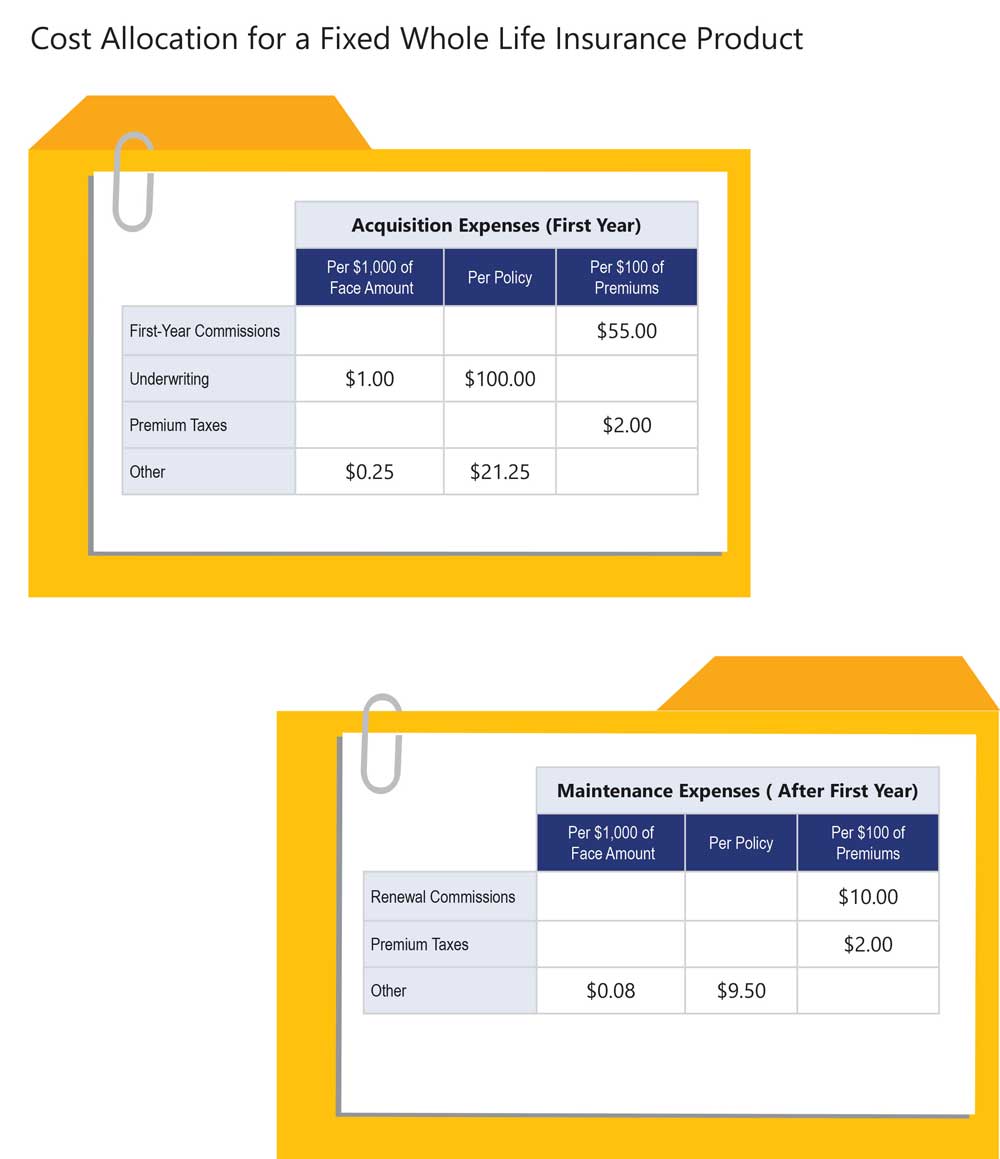 Cost Allocation for a Fixed Whole Life Insurance Product
Acquisition Expenses (First Year)
Per $1,000 of
Face Amount
Per Policy
Per $100 of
Premiums
First-Year Commissions
$55.00
Underwriting
$1.00
$100.00
Premium Taxes
$2.00
Other
$0.25
$21.25
Maintenance Expenses ( After First Year)
Per $1,000 of
Face Amount
Per Policy
Per $100 of
Premiums
Renewal Commissions
$10.00
Premium Taxes
$2.00
Other
$0.08
$9.50